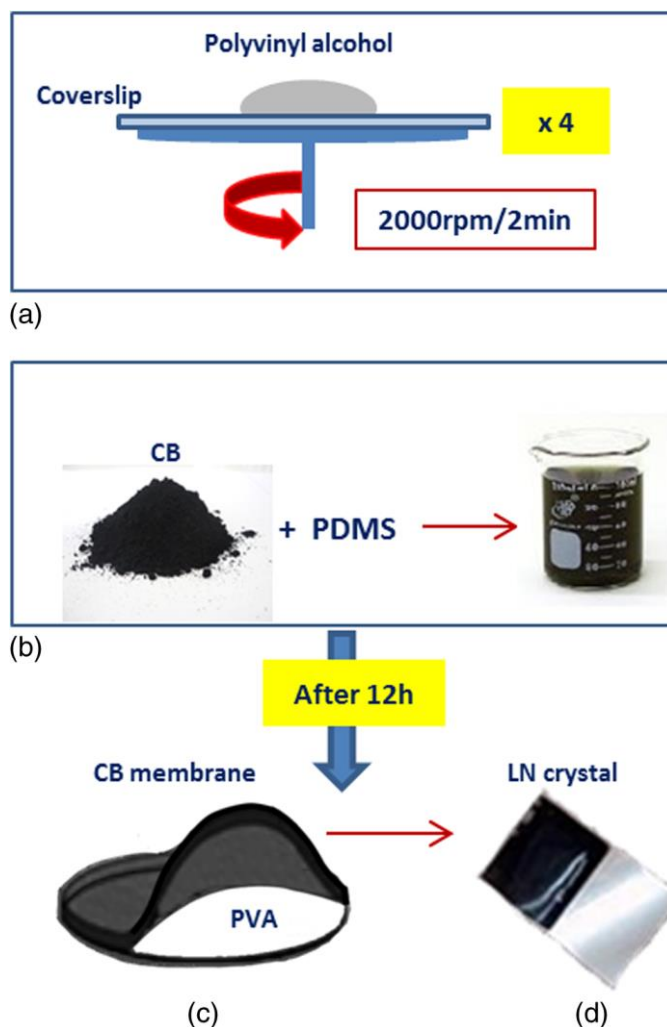 Polyvinyl alcohol
Coverslip
x 4
2000rpm/2min
(a)
CB
+ PDMS
(b)
After 12h
CB membrane
LN crystal
PVA
(c)
(d)